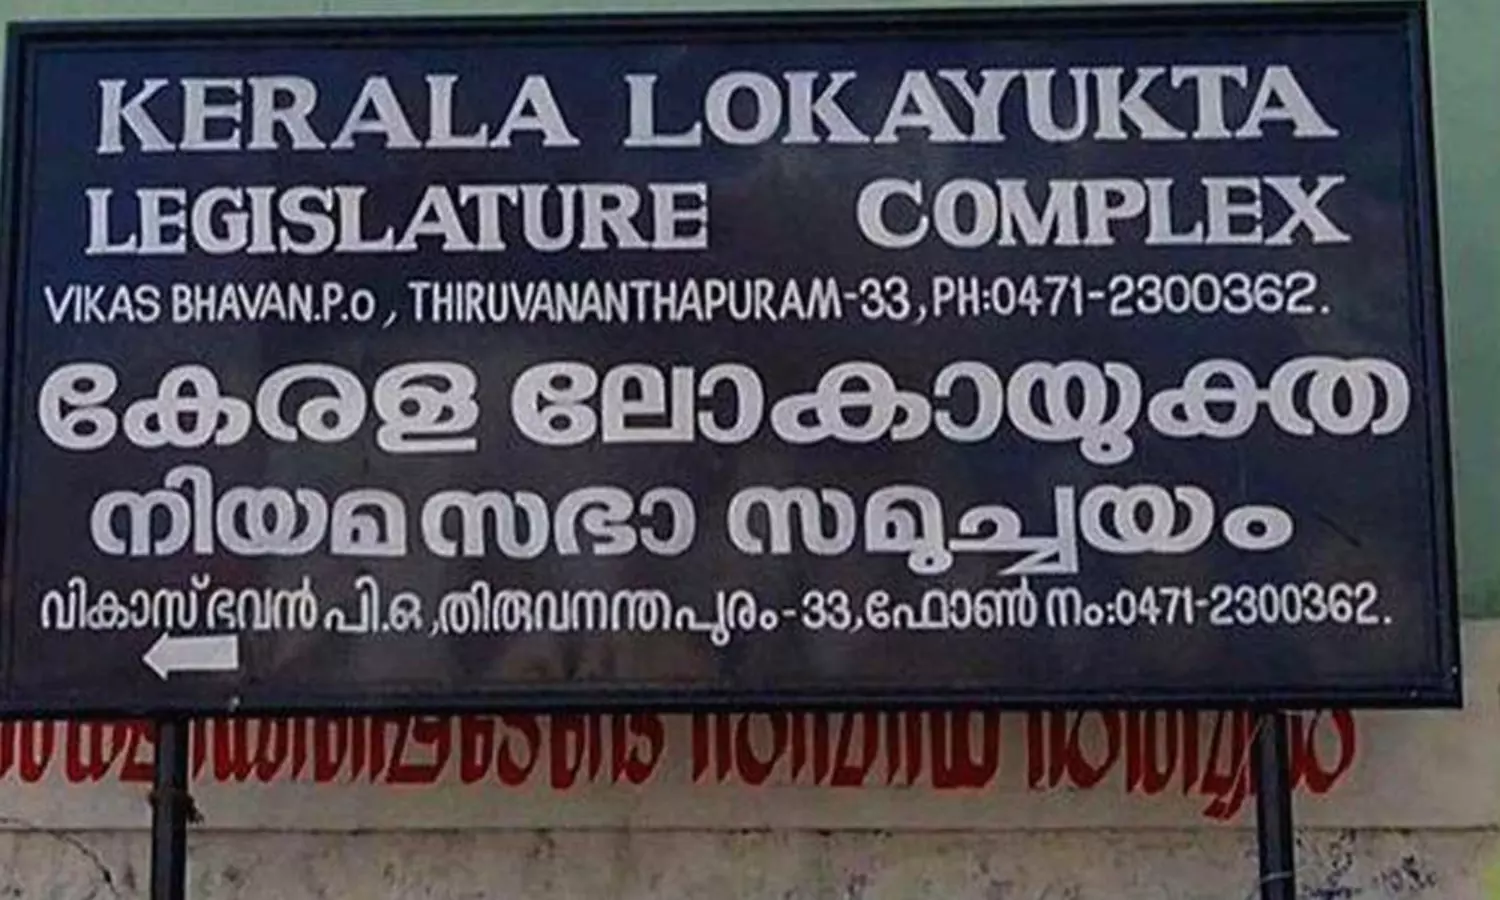 KERALA LOKAYUKTA
LEGISLATURE COMPLEX
VIKAS BHAVAN.P.O, THIRUVANANTHAPURAM-33, PH:0471-2300362.
കേരള ലോകായുക്ത
നിയമസഭാ സമുച്ചയം
വികാസ് ഭവൻ പി.ഒ, തിരുവനന്തപുരം-33, ഫോൺ നം:0471-2300362.